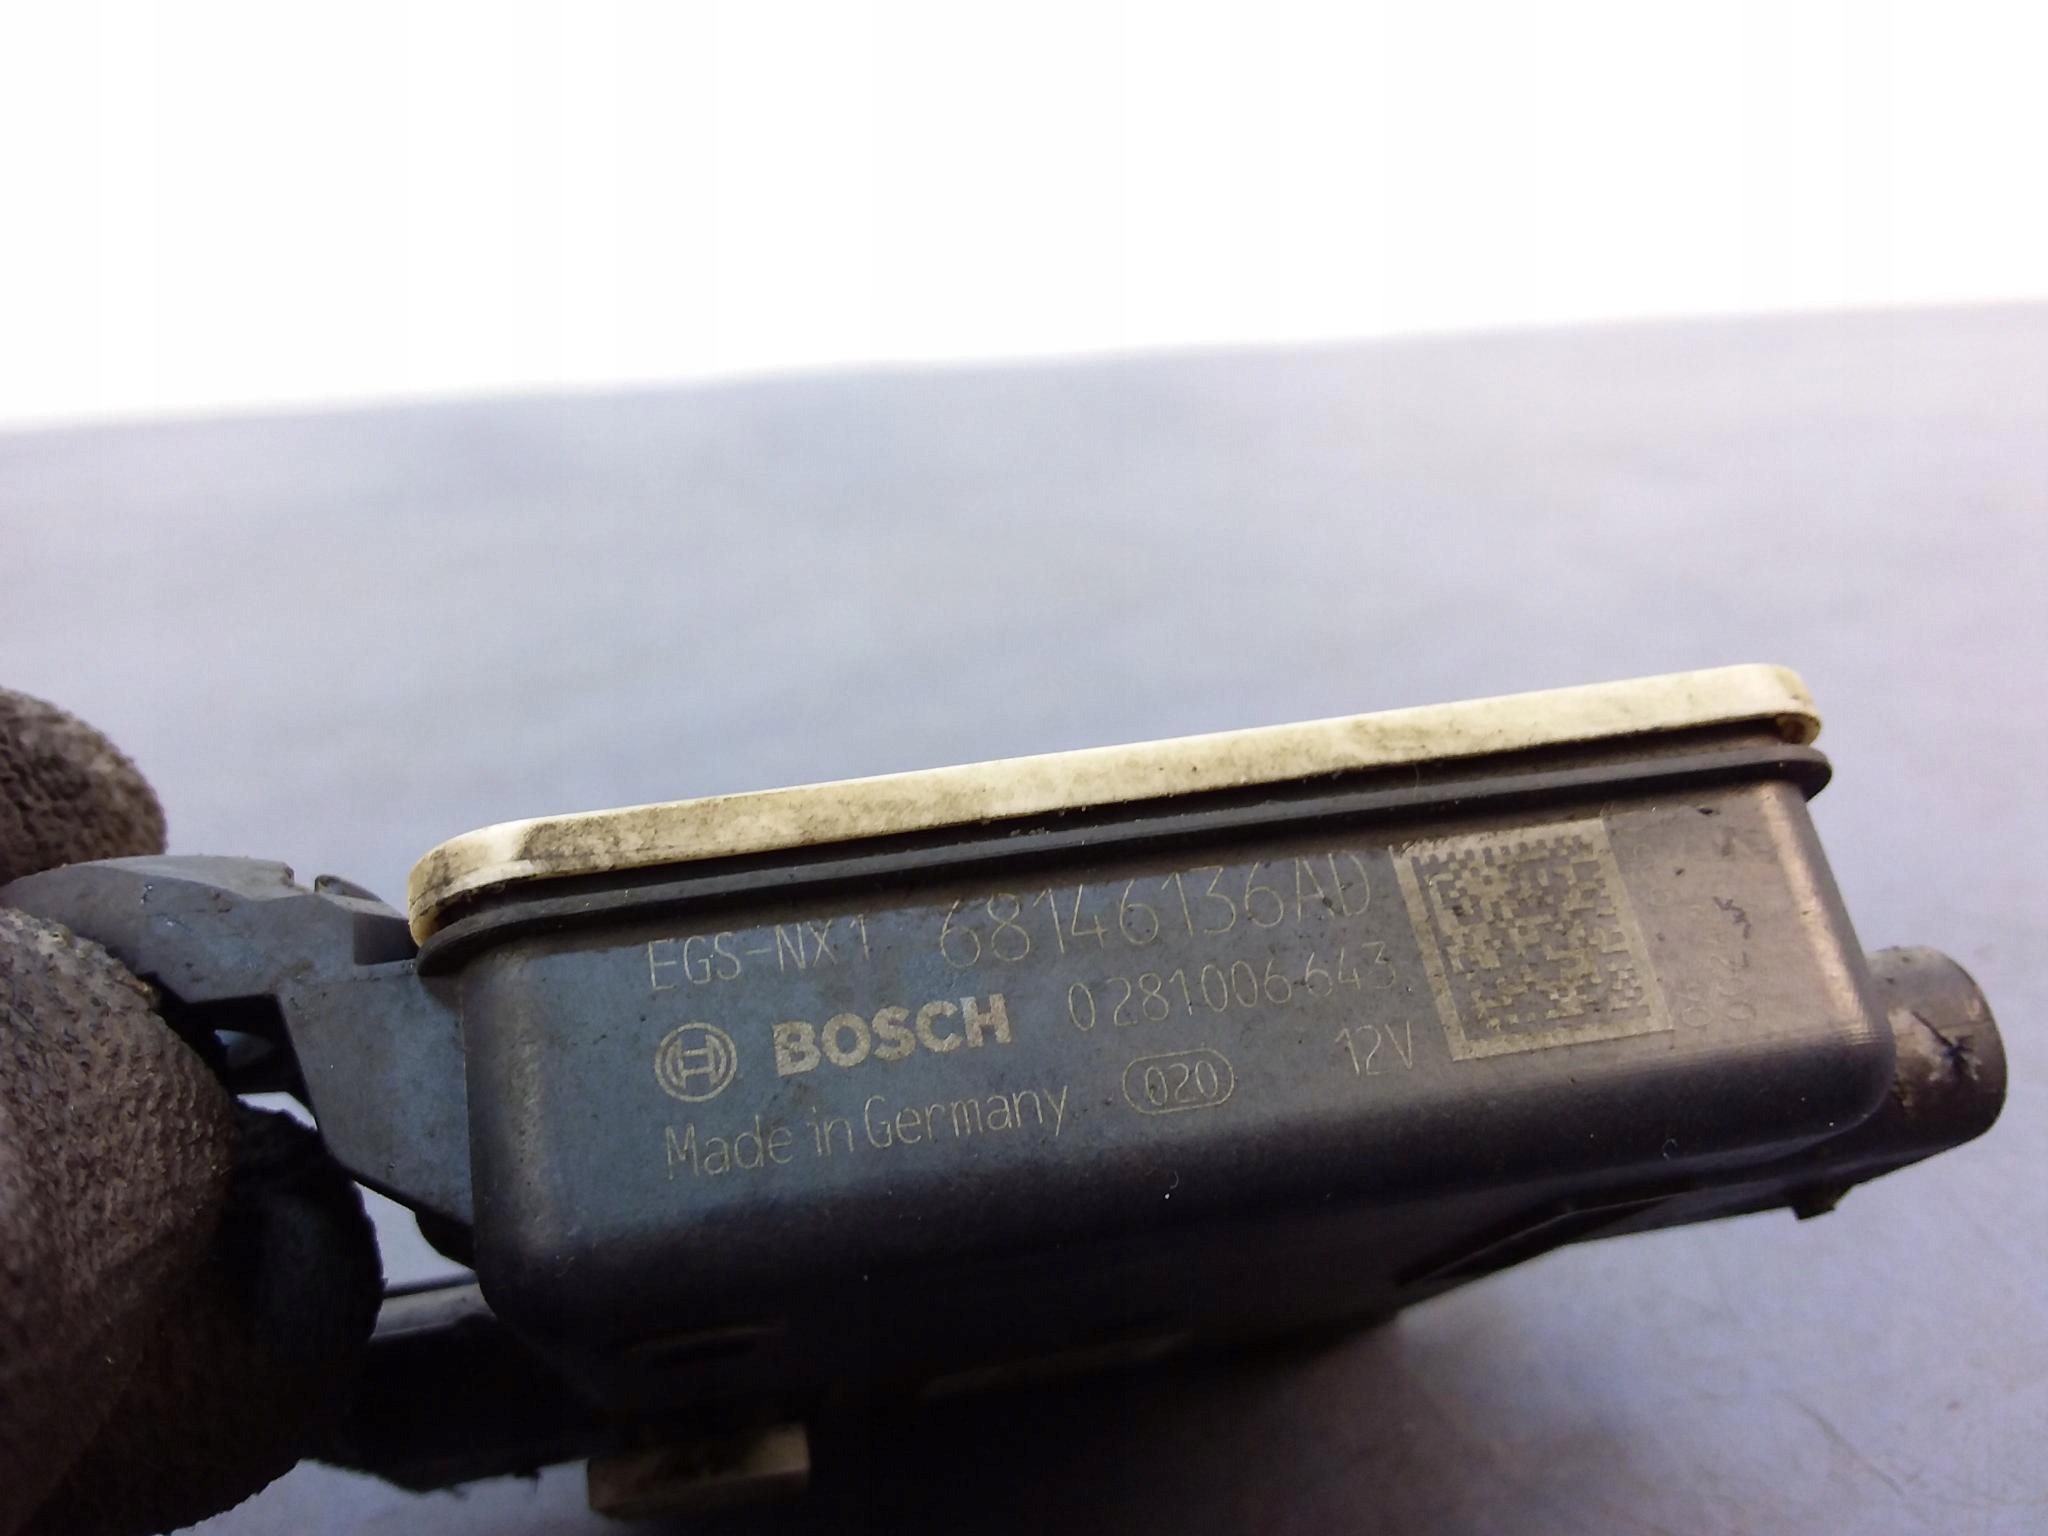 EGS-NX1 68146136AD
BOSCH 0281006643
Made in Germany 020 12V